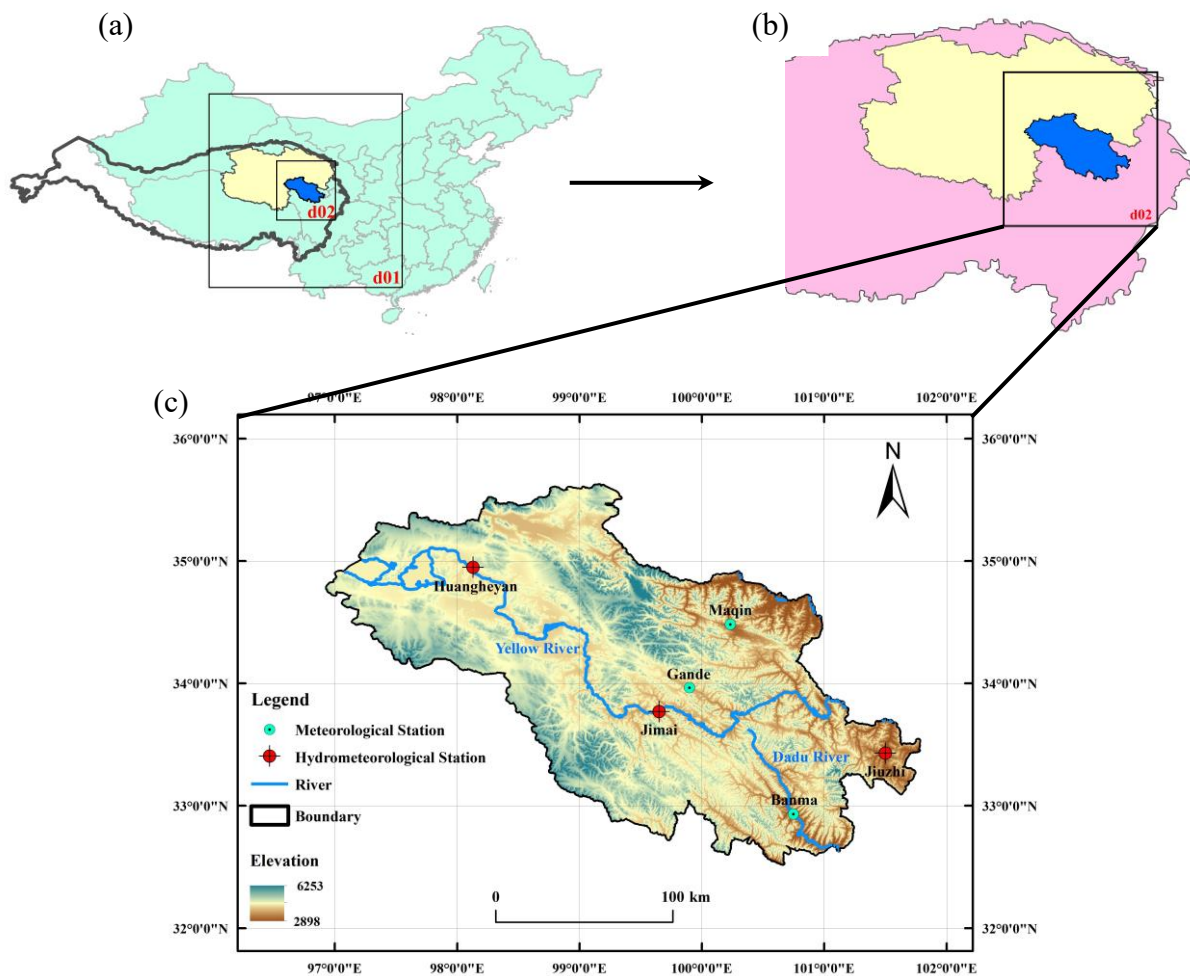 (a)
d02
d01
(b)
d02
(c)
97°0'0"E
98°0'0"E
99°0'0"E
100°0'0"E
101°0'0"E
102°0'0"E
36°0'0"N
35°0'0"N
34°0'0"N
33°0'0"N
32°0'0"N
N
Huangheyan
Maqin
Yellow River
Gande
Jimai
Dadu River
Jiuzhi
Banma
Legend
Meteorological Station
Hydrometeorological Station
River
Boundary
Elevation
6253
2898
0
100 km
36°0'0"N
35°0'0"N
34°0'0"N
33°0'0"N
32°0'0"N
97°0'0"E
98°0'0"E
99°0'0"E
100°0'0"E
101°0'0"E
102°0'0"E